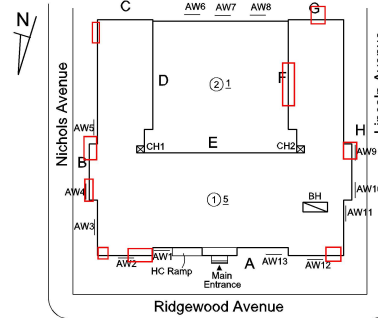 C
AW6 AW7 AW8
G
N
D
② 1
F
Nichols Avenue
AW5
CH1
E
CH2
H
AW9
B
AW4
① 5
BH
AW10
AW11
AW3
AW2
AW1
HC Ramp
A
AW13
AW12
Main
Entrance
Ridgewood Avenue